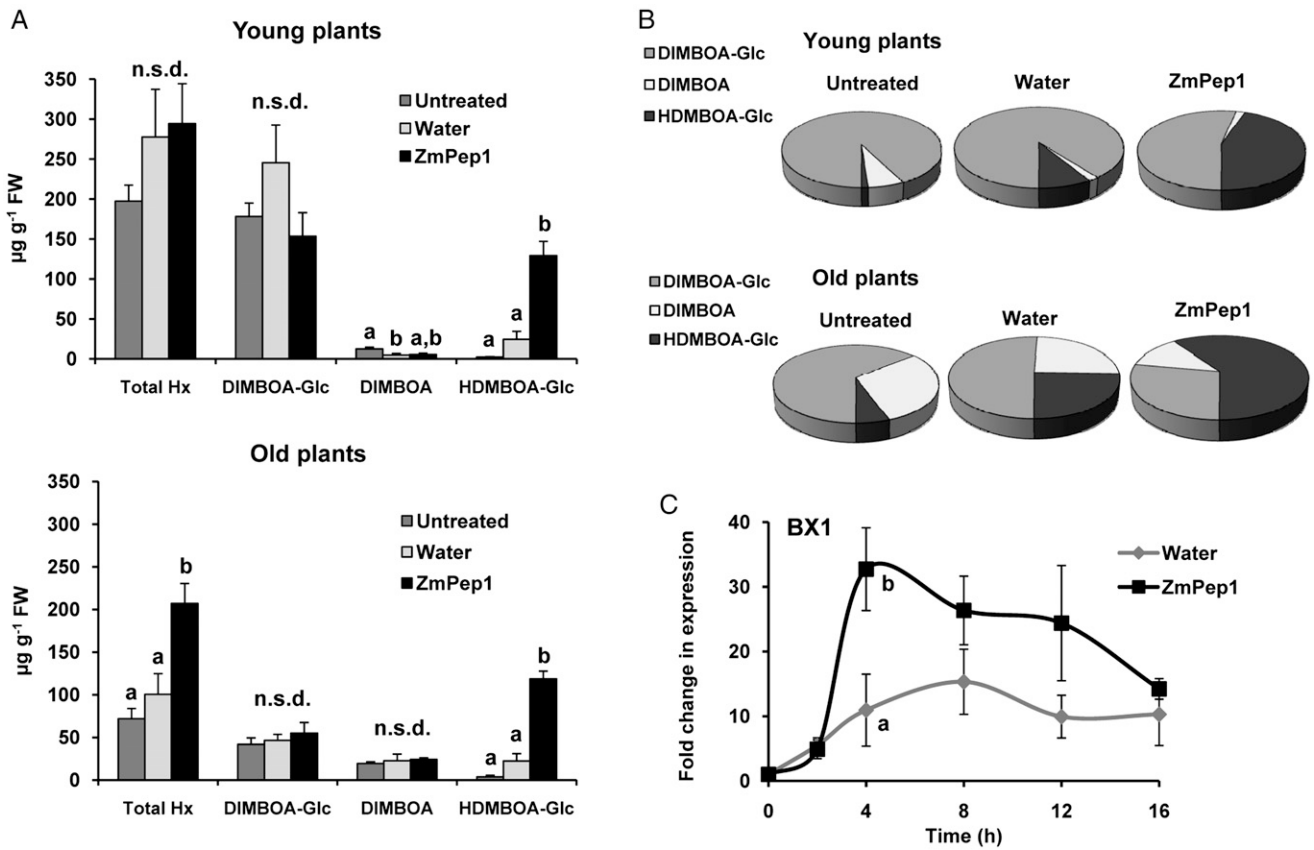 A
Young plants
350
300
250
200
150
100
50
0
µg g⁻¹ FW
n.s.d.
n.s.d.
a
b
a,b
a
a
b
Untreated
Water
ZmPep1
Total Hx
DIMBOA-Glc
DIMBOA
HDMBOA-Glc
Old plants
350
300
250
200
150
100
50
0
µg g⁻¹ FW
a
a
b
n.s.d.
n.s.d.
a
a
b
Untreated
Water
ZmPep1
Total Hx
DIMBOA-Glc
DIMBOA
HDMBOA-Glc
B
Young plants
DIMBOA-Glc
DIMBOA
HDMBOA-Glc
Untreated
Water
ZmPep1
Old plants
DIMBOA-Glc
DIMBOA
HDMBOA-Glc
Untreated
Water
ZmPep1
C
BX1
40
30
20
10
0
Fold change in expression
b
a
Water
ZmPep1
0
4
8
12
16
Time (h)